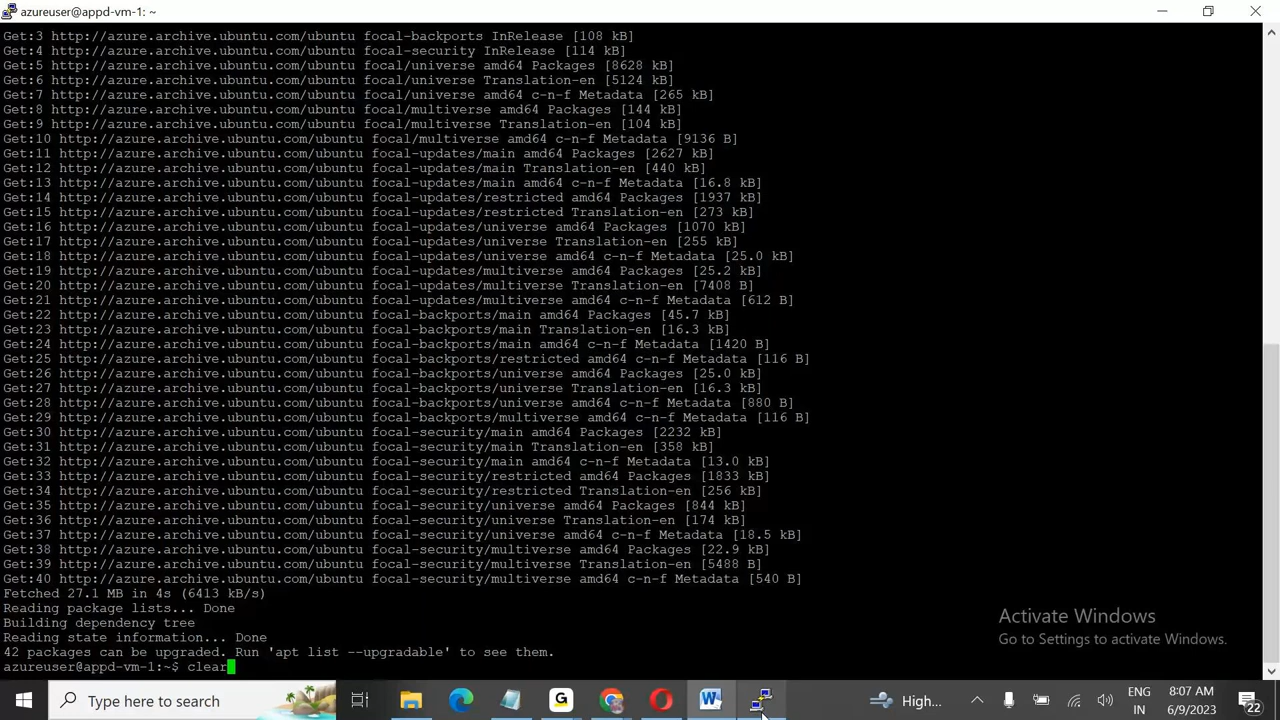 azureuser@appd-vm-1: ~
Get:3 http://azure.archive.ubuntu.com/ubuntu focal-backports InRelease [108 kB]
Get:4 http://azure.archive.ubuntu.com/ubuntu focal-security InRelease [114 kB]
Get:5 http://azure.archive.ubuntu.com/ubuntu focal/universe amd64 Packages [8628 kB]
Get:6 http://azure.archive.ubuntu.com/ubuntu focal/universe Translation-en [5124 kB]
Get:7 http://azure.archive.ubuntu.com/ubuntu focal/universe amd64 c-n-f Metadata [265 kB]
Get:8 http://azure.archive.ubuntu.com/ubuntu focal/multiverse amd64 Packages [144 kB]
Get:9 http://azure.archive.ubuntu.com/ubuntu focal/multiverse Translation-en [104 kB]
Get:10 http://azure.archive.ubuntu.com/ubuntu focal/multiverse amd64 c-n-f Metadata [9136 B]
Get:11 http://azure.archive.ubuntu.com/ubuntu focal-updates/main amd64 Packages [2627 kB]
Get:12 http://azure.archive.ubuntu.com/ubuntu focal-updates/main Translation-en [440 kB]
Get:13 http://azure.archive.ubuntu.com/ubuntu focal-updates/main amd64 c-n-f Metadata [16.8 kB]
Get:14 http://azure.archive.ubuntu.com/ubuntu focal-updates/restricted amd64 Packages [1937 kB]
Get:15 http://azure.archive.ubuntu.com/ubuntu focal-updates/restricted Translation-en [273 kB]
Get:16 http://azure.archive.ubuntu.com/ubuntu focal-updates/universe amd64 Packages [1070 kB]
Get:17 http://azure.archive.ubuntu.com/ubuntu focal-updates/universe Translation-en [255 kB]
Get:18 http://azure.archive.ubuntu.com/ubuntu focal-updates/universe amd64 c-n-f Metadata [25.0 kB]
Get:19 http://azure.archive.ubuntu.com/ubuntu focal-updates/multiverse amd64 Packages [25.2 kB]
Get:20 http://azure.archive.ubuntu.com/ubuntu focal-updates/multiverse Translation-en [7408 B]
Get:21 http://azure.archive.ubuntu.com/ubuntu focal-updates/multiverse amd64 c-n-f Metadata [612 B]
Get:22 http://azure.archive.ubuntu.com/ubuntu focal-backports/main amd64 Packages [45.7 kB]
Get:23 http://azure.archive.ubuntu.com/ubuntu focal-backports/main Translation-en [16.3 kB]
Get:24 http://azure.archive.ubuntu.com/ubuntu focal-backports/main amd64 c-n-f Metadata [1420 B]
Get:25 http://azure.archive.ubuntu.com/ubuntu focal-backports/restricted amd64 c-n-f Metadata [116 B]
Get:26 http://azure.archive.ubuntu.com/ubuntu focal-backports/universe amd64 Packages [25.0 kB]
Get:27 http://azure.archive.ubuntu.com/ubuntu focal-backports/universe Translation-en [16.3 kB]
Get:28 http://azure.archive.ubuntu.com/ubuntu focal-backports/universe amd64 c-n-f Metadata [880 B]
Get:29 http://azure.archive.ubuntu.com/ubuntu focal-backports/multiverse amd64 c-n-f Metadata [116 B]
Get:30 http://azure.archive.ubuntu.com/ubuntu focal-security/main amd64 Packages [2232 kB]
Get:31 http://azure.archive.ubuntu.com/ubuntu focal-security/main Translation-en [358 kB]
Get:32 http://azure.archive.ubuntu.com/ubuntu focal-security/main amd64 c-n-f Metadata [13.0 kB]
Get:33 http://azure.archive.ubuntu.com/ubuntu focal-security/restricted amd64 Packages [1833 kB]
Get:34 http://azure.archive.ubuntu.com/ubuntu focal-security/restricted Translation-en [256 kB]
Get:35 http://azure.archive.ubuntu.com/ubuntu focal-security/universe amd64 Packages [844 kB]
Get:36 http://azure.archive.ubuntu.com/ubuntu focal-security/universe Translation-en [174 kB]
Get:37 http://azure.archive.ubuntu.com/ubuntu focal-security/universe amd64 c-n-f Metadata [18.5 kB]
Get:38 http://azure.archive.ubuntu.com/ubuntu focal-security/multiverse amd64 Packages [22.9 kB]
Get:39 http://azure.archive.ubuntu.com/ubuntu focal-security/multiverse Translation-en [5488 B]
Get:40 http://azure.archive.ubuntu.com/ubuntu focal-security/multiverse amd64 c-n-f Metadata [540 B]
Fetched 27.1 MB in 4s (6413 kB/s)
Reading package lists... Done
Building dependency tree
Reading state information... Done
42 packages can be upgraded. Run 'apt list --upgradable' to see them.
azureuser@appd-vm-1:~$ clear
Activate Windows
Go to Settings to activate Windows.
Type here to search
G
W
High...
ENG
IN
8:07 AM
6/9/2023
22